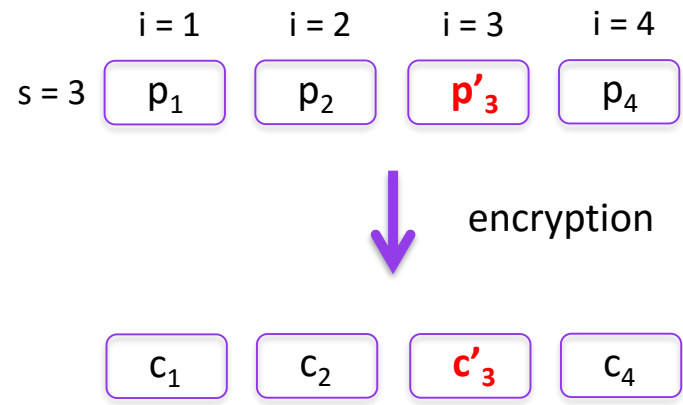 i = 1 i = 2 i = 3 i = 4
s = 3 p₁ p₂ p’₃ p₄
encryption
c₁ c₂ c’₃ c₄